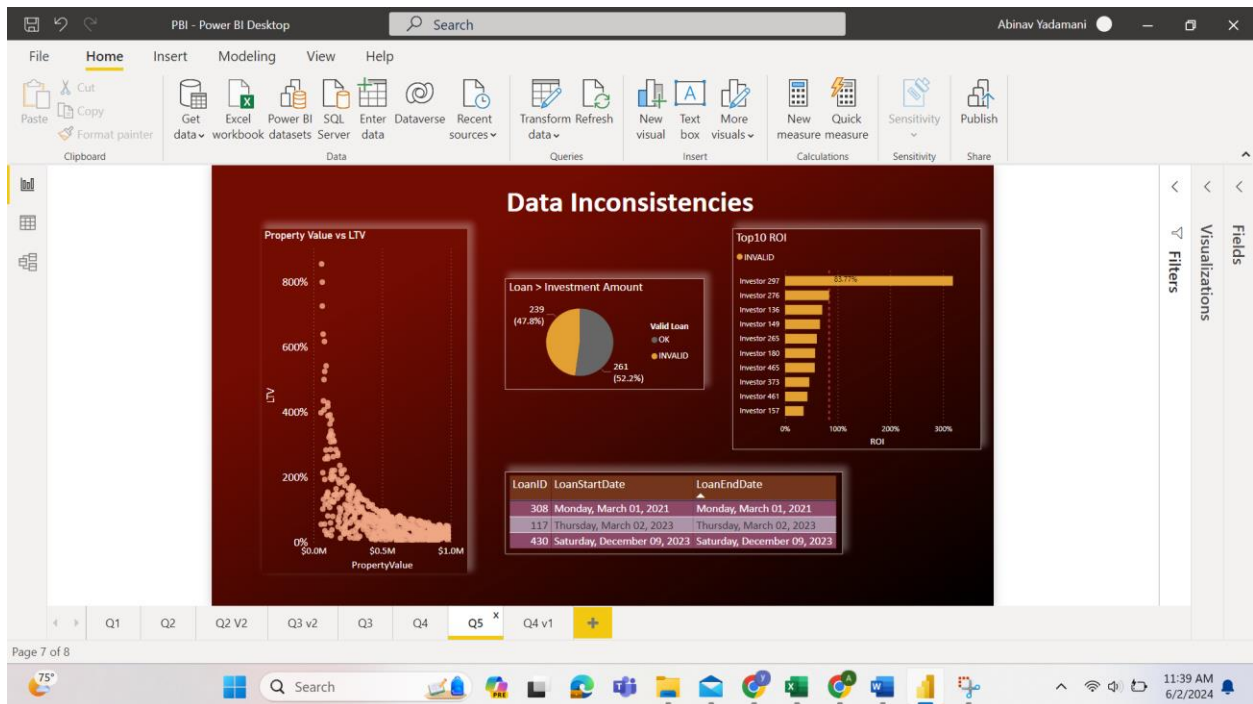 PBI - Power BI Desktop
Search
Abinav Yadamani
File Home Insert Modeling View Help
Paste
Cut
Copy
Format painter
Clipboard
Get data
Excel workbook
Power BI datasets
SQL Server
Enter data
Dataverse
Recent sources
Data
Transform data
Refresh
Queries
New visual
Text box
More visuals
Insert
New measure
Quick measure
Calculations
Sensitivity
Sensitivity
Publish
Share
Data Inconsistencies
Property Value vs LTV
800%
600%
400%
200%
0%
LTV
$0.0M $0.5M $1.0M
PropertyValue
Loan > Investment Amount
239
(47.8%)
261
(52.2%)
Valid Loan
OK
INVALID
Top10 ROI
INVALID
Investor 297
83.77%
Investor 276
Investor 136
Investor 149
Investor 265
Investor 180
Investor 465
Investor 373
Investor 461
Investor 157
0% 100% 200% 300%
ROI
LoanID LoanStartDate LoanEndDate
308 Monday, March 01, 2021 Monday, March 01, 2021
117 Thursday, March 02, 2023 Thursday, March 02, 2023
430 Saturday, December 09, 2023 Saturday, December 09, 2023
Filters
Visualizations
Fields
Q1 Q2 Q2 V2 Q3 v2 Q3 Q4 Q5 x Q4 v1 +
Page 7 of 8
75°
Search
PRE
11:39 AM
6/2/2024